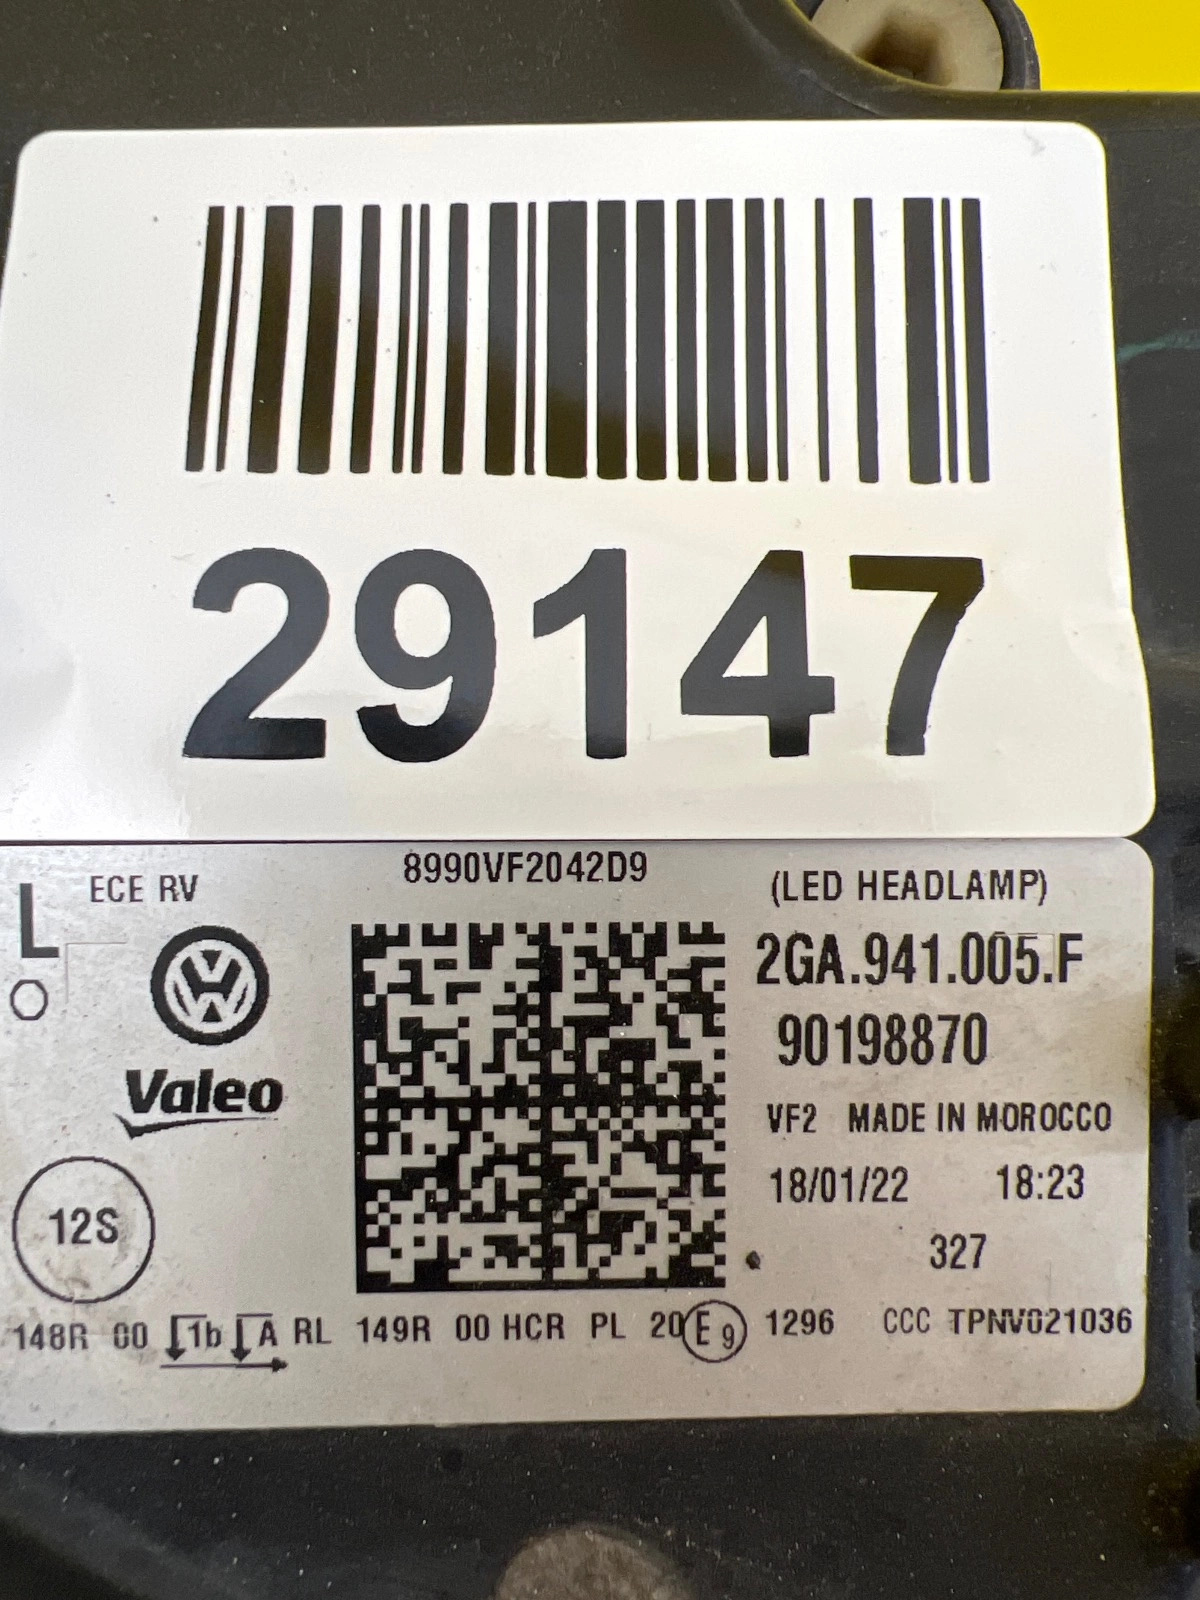 29147
8990VF2042D9
L ECE RV (LED HEADLAMP)
2GA.941.005.F
90198870
Valeo
VF2 MADE IN MOROCCO
18/01/22 18:23
12S
327
148R 00 1b A RL 149R 00 HCR PL 20 E9 1296 CCC TPNV021036